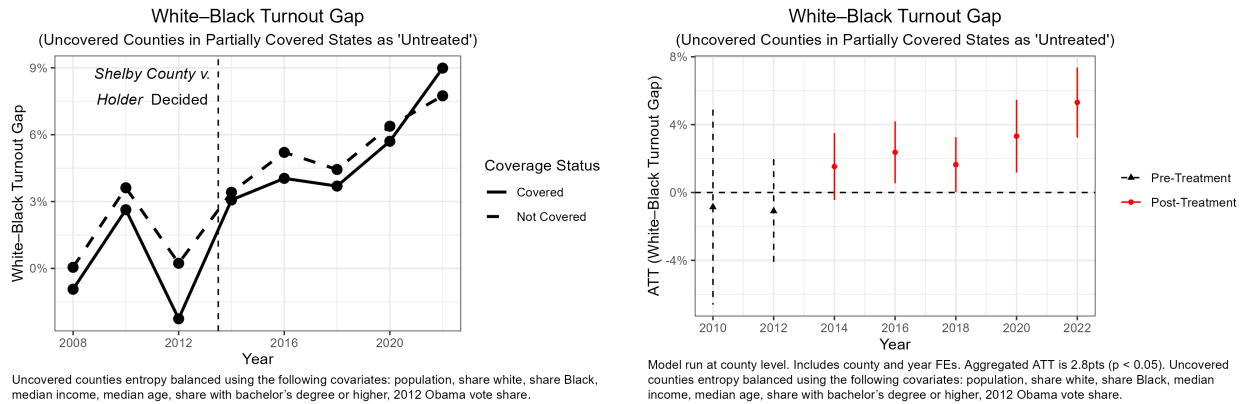 White–Black Turnout Gap
(Uncovered Counties in Partially Covered States as 'Untreated')
White–Black Turnout Gap
9%
6%
3%
0%
Shelby County v.
Holder Decided
2008
2012
2016
2020
Year
Coverage Status
Covered
Not Covered
Uncovered counties entropy balanced using the following covariates: population, share white, share Black,
median income, median age, share with bachelor's degree or higher, 2012 Obama vote share.
White–Black Turnout Gap
(Uncovered Counties in Partially Covered States as 'Untreated')
ATT (White–Black Turnout Gap)
8%
4%
0%
-4%
2010
2012
2014
2016
2018
2020
2022
Year
Pre-Treatment
Post-Treatment
Model run at county level. Includes county and year FEs. Aggregated ATT is 2.8pts (p < 0.05). Uncovered
counties entropy balanced using the following covariates: population, share white, share Black, median
income, median age, share with bachelor's degree or higher, 2012 Obama vote share.